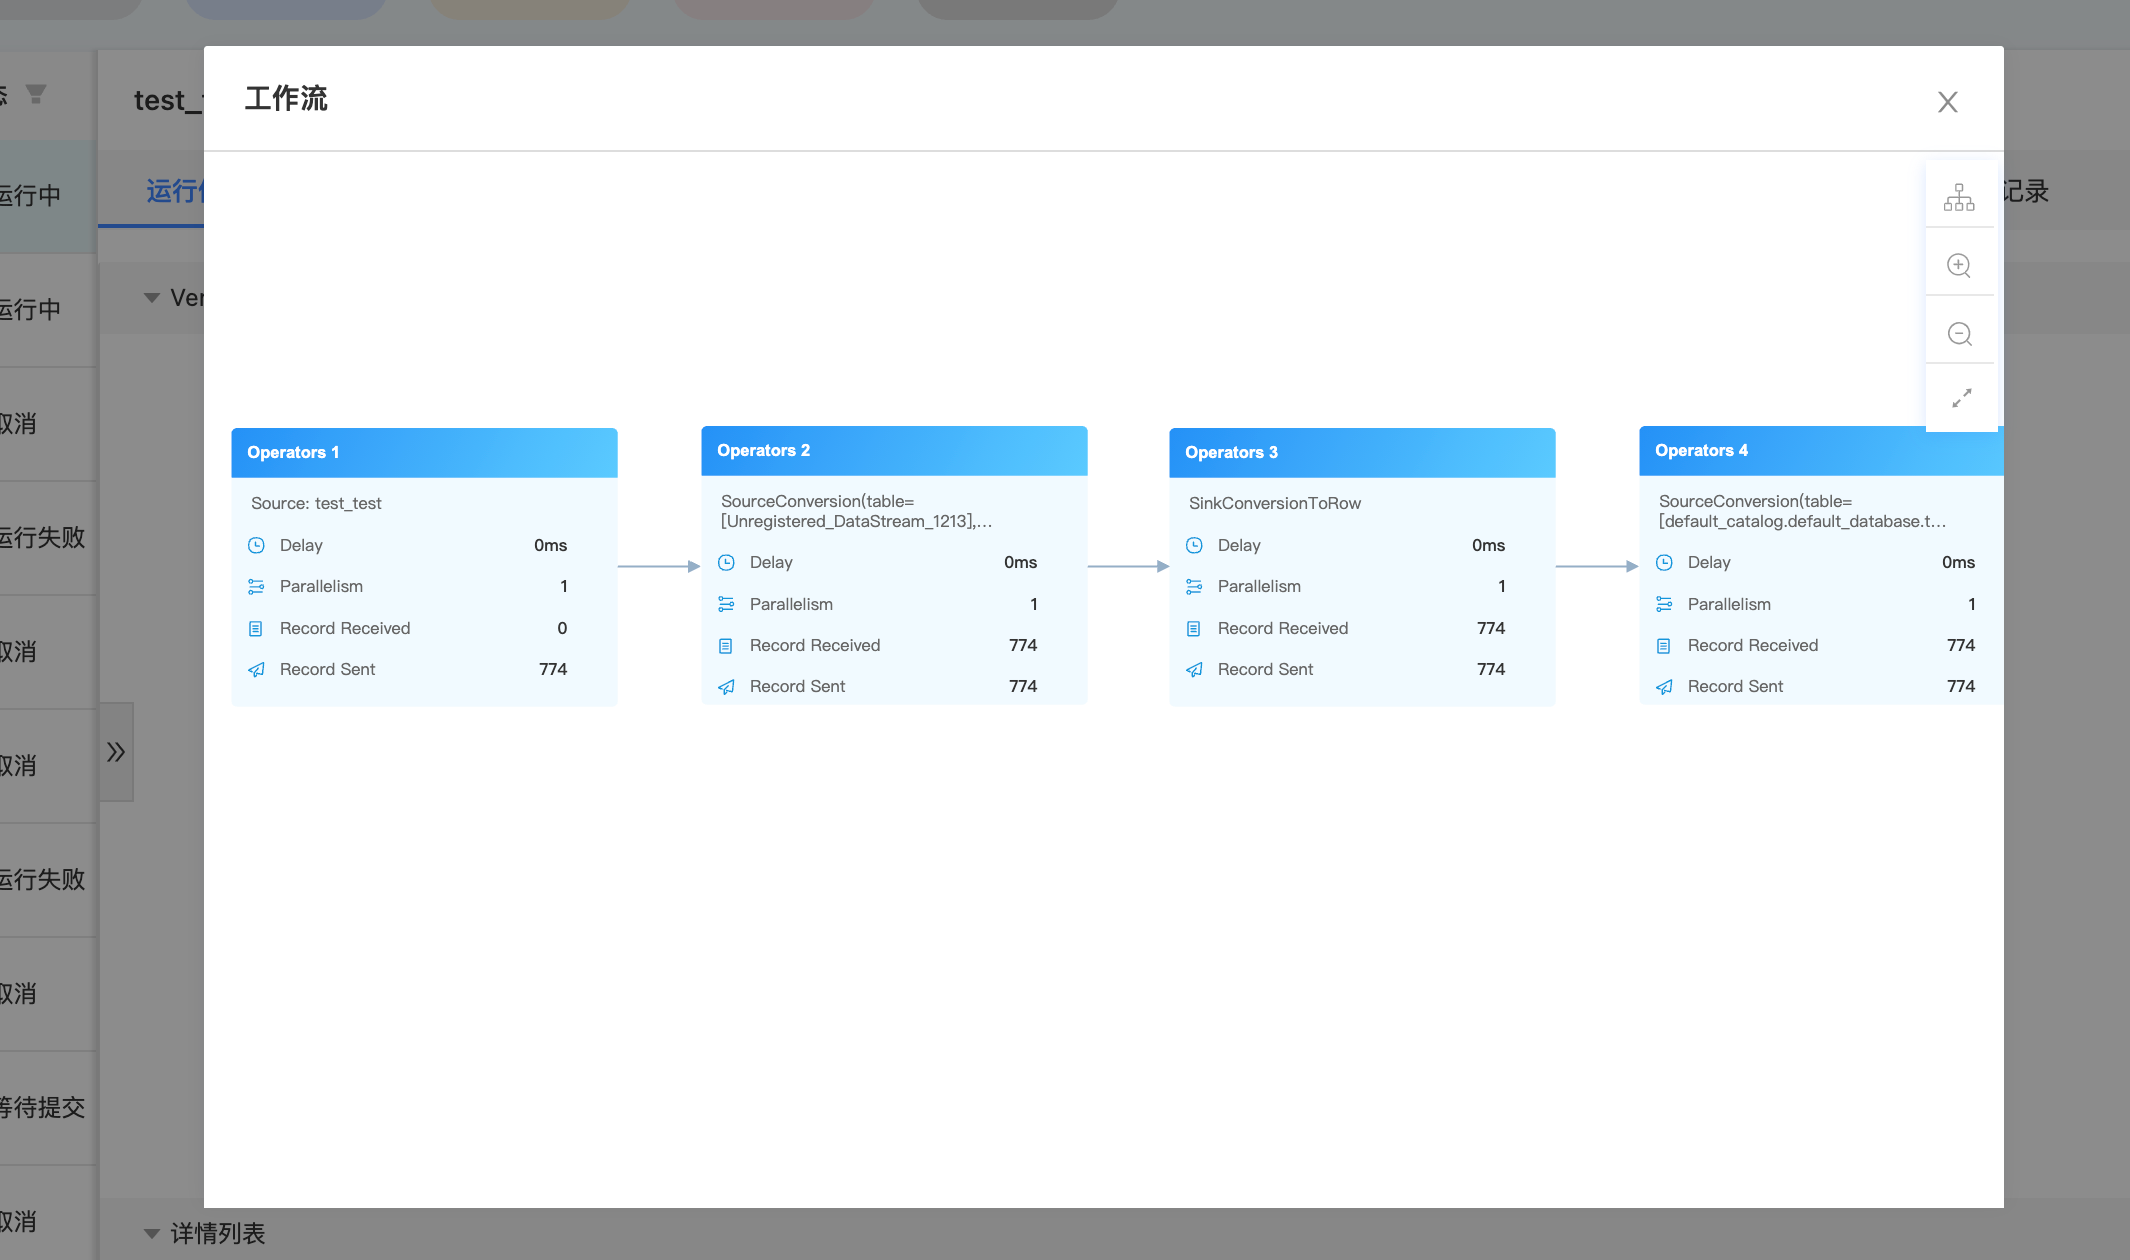 工作流
test_
运行
记录
运行中
运行中
取消
运行失败
取消
取消
运行失败
取消
等待提交
取消
Operators 1
Source: test_test
Delay 0ms
Parallelism 1
Record Received 0
Record Sent 774
Operators 2
SourceConversion(table=
[Unregistered_DataStream_1213],...
Delay 0ms
Parallelism 1
Record Received 774
Record Sent 774
Operators 3
SinkConversionToRow
Delay 0ms
Parallelism 1
Record Received 774
Record Sent 774
Operators 4
SourceConversion(table=
[default_catalog.default_database.t...
Delay 0ms
Parallelism 1
Record Received 774
Record Sent 774
详情列表